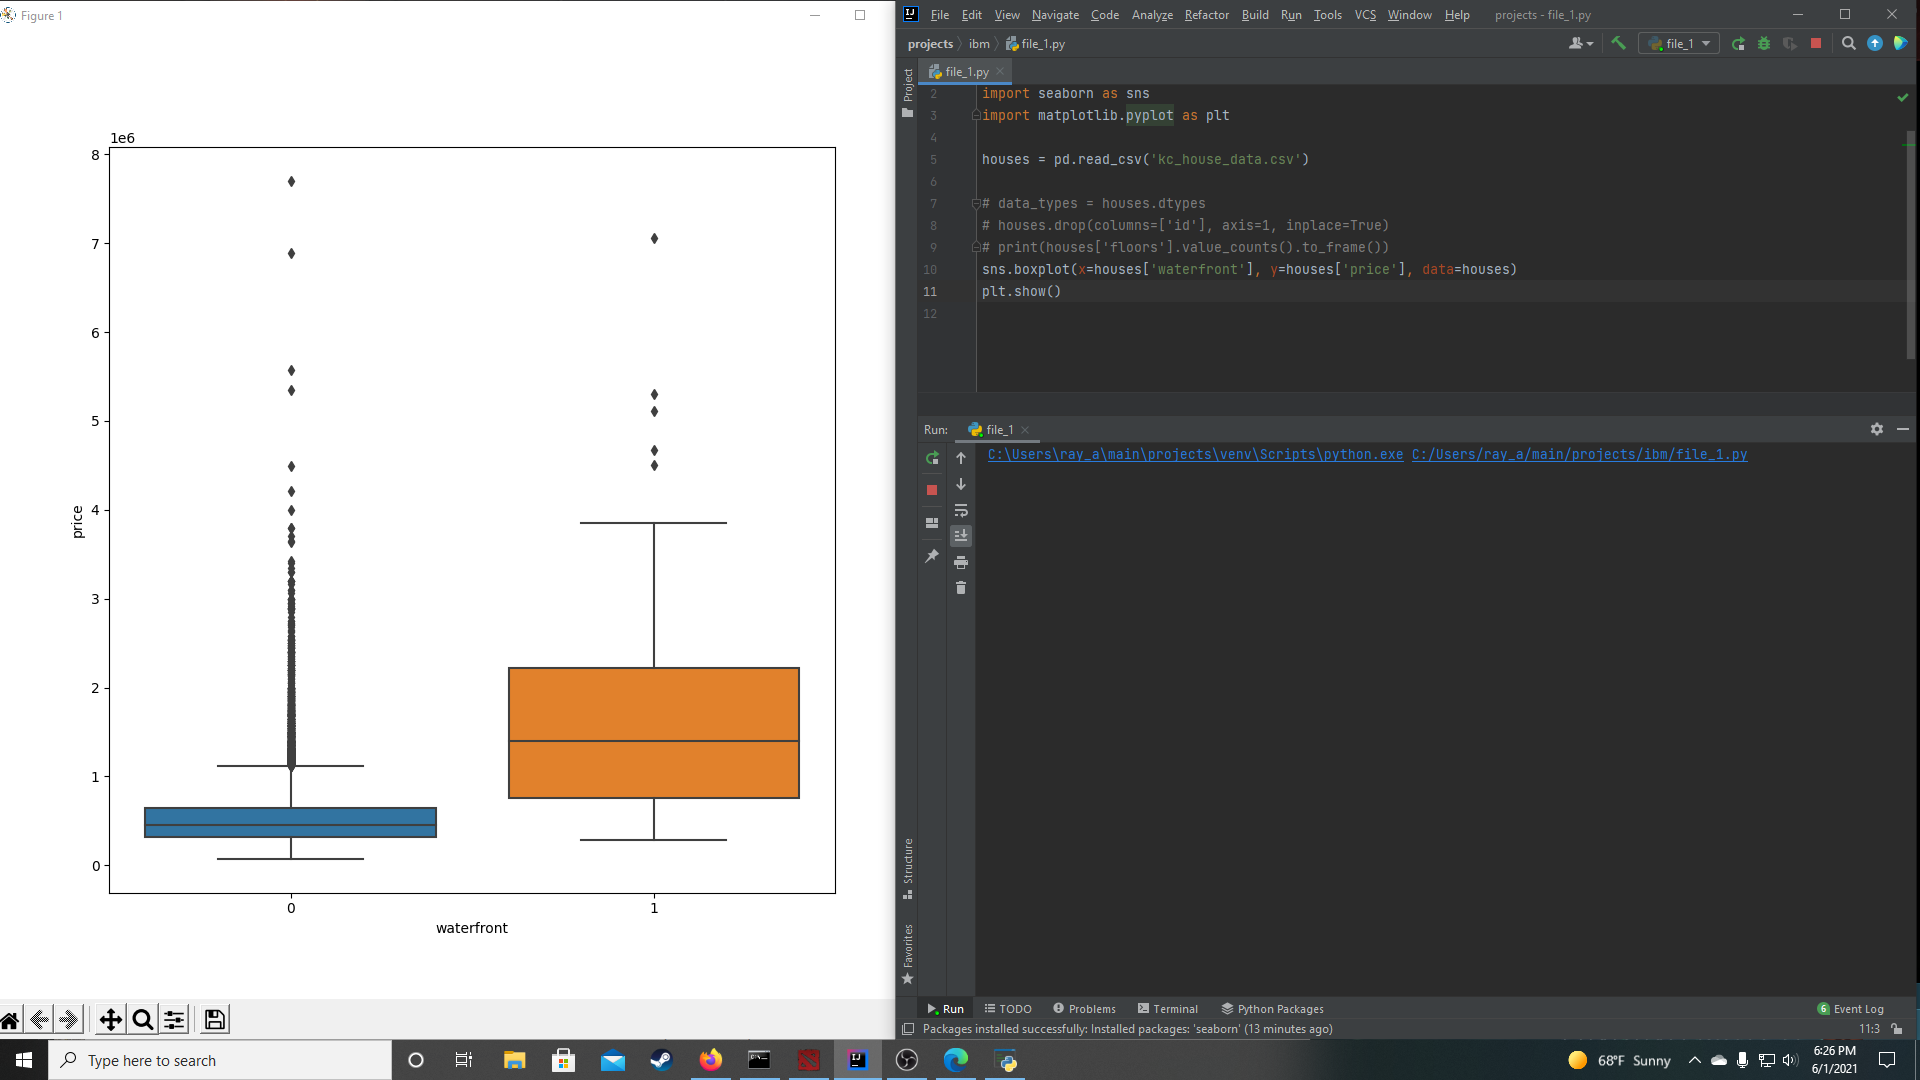 Figure 1
1e6
8
7
6
5
4
3
2
1
0
price
0
1
waterfront
File Edit View Navigate Code Analyze Refactor Build Run Tools VCS Window Help projects - file_1.py
projects ibm file_1.py
file_1
file_1.py
Project
2 import seaborn as sns
3 import matplotlib.pyplot as plt
4
5 houses = pd.read_csv('kc_house_data.csv')
6
7 # data_types = houses.dtypes
8 # houses.drop(columns=['id'], axis=1, inplace=True)
9 # print(houses['floors'].value_counts().to_frame())
10 sns.boxplot(x=houses['waterfront'], y=houses['price'], data=houses)
11 plt.show()
12
Run: file_1
C:\Users\ray_a\main\projects\venv\Scripts\python.exe C:/Users/ray_a/main/projects/ibm/file_1.py
Structure
Favorites
Run TODO Problems Terminal Python Packages 6 Event Log
Packages installed successfully: Installed packages: 'seaborn' (13 minutes ago) 11:3
Type here to search
68°F Sunny
6:26 PM
6/1/2021